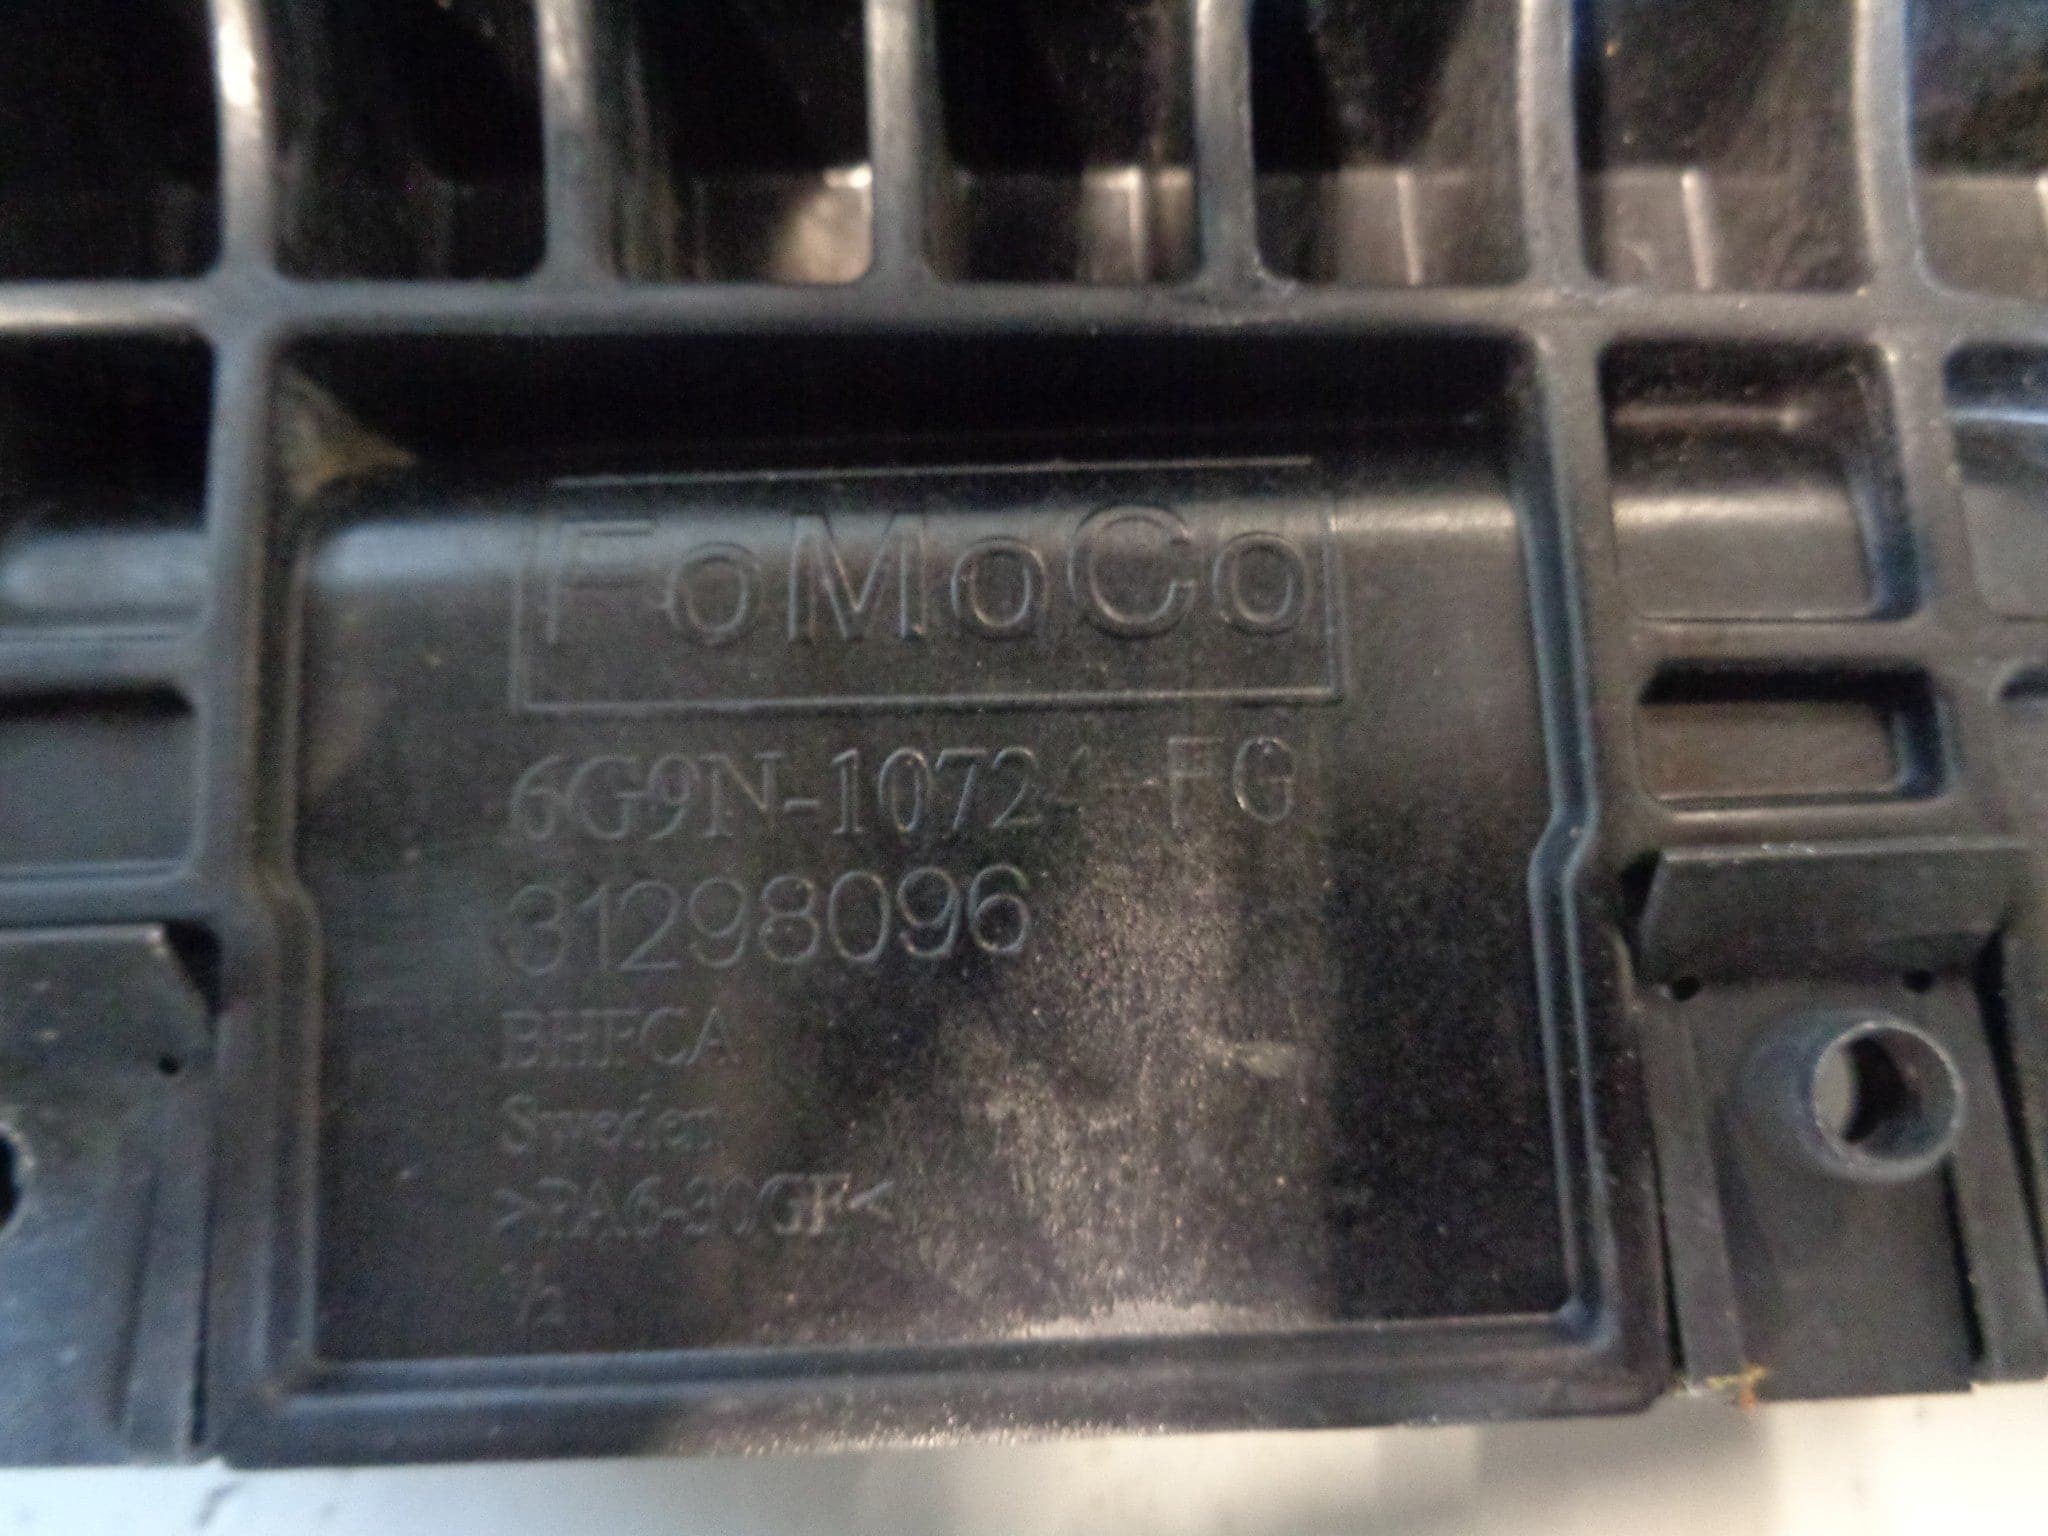 FoMoCo
6G9N-10724-FG
31298096
BHFCA
Sweden
>PA6-30GF<